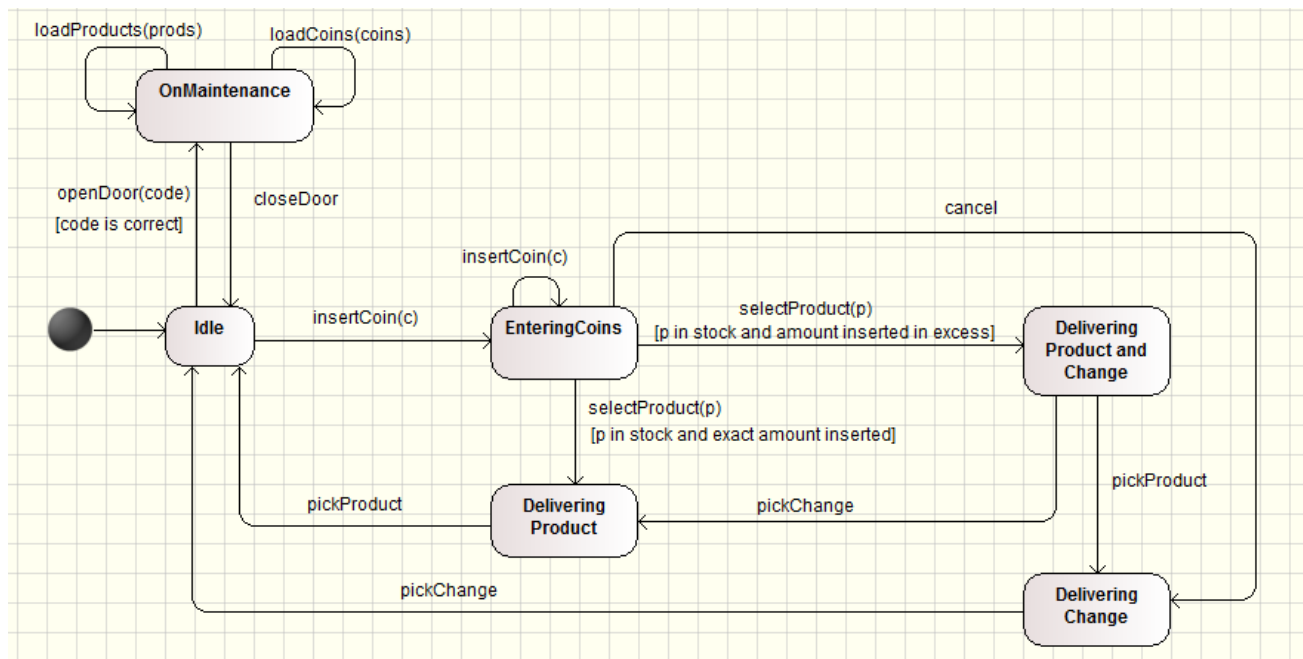 loadProducts(prods)
loadCoins(coins)
OnMaintenance
openDoor(code)
[code is correct]
closeDoor
cancel
insertCoin(c)
Idle
insertCoin(c)
EnteringCoins
selectProduct(p)
[p in stock and amount inserted in excess]
Delivering
Product and
Change
selectProduct(p)
[p in stock and exact amount inserted]
pickProduct
pickProduct
Delivering
Product
pickChange
pickChange
Delivering
Change